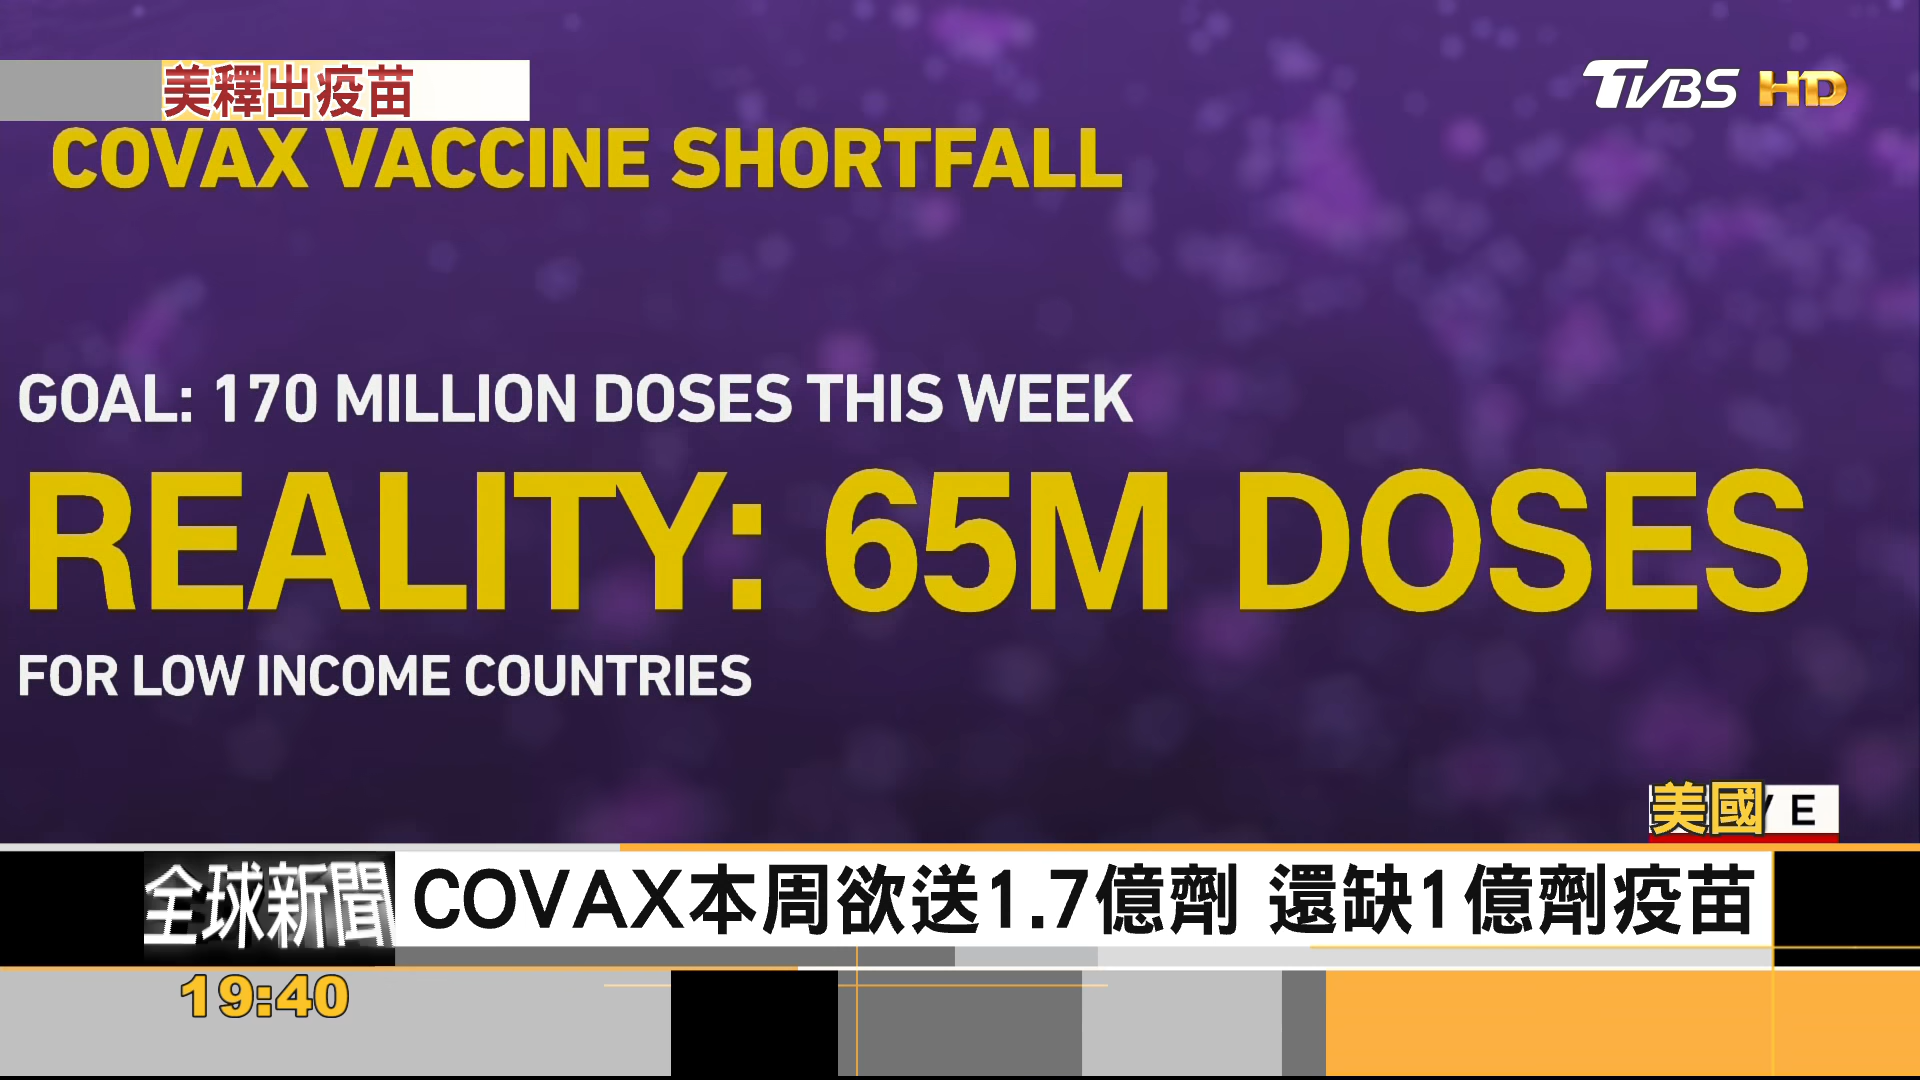 美釋出疫苗
TVBS HD
COVAX VACCINE SHORTFALL
GOAL: 170 MILLION DOSES THIS WEEK
REALITY: 65M DOSES
FOR LOW INCOME COUNTRIES
美國
全球新聞
COVAX本周欲送1.7億劑 還缺1億劑疫苗
19:40